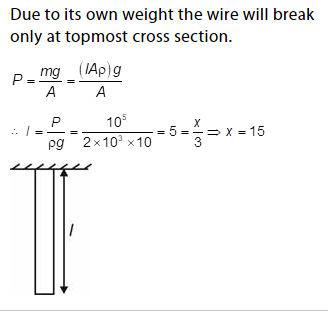 Due to its own weight the wire will break
only at topmost cross section.
P = mg/A = (lAρ)g/A
∴ l = P/ρg = 10⁵/(2×10³×10) = 5 = x/3 ⇒ x = 15
l